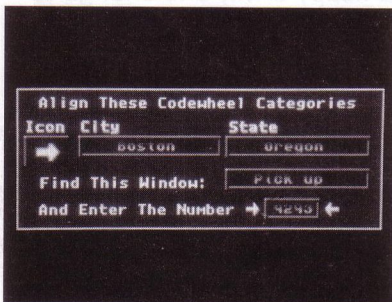 Align These Codewheel Categories
Icon City State
Boston Oregon
Find This Window: Pick Up
And Enter The Number → 4243 ←